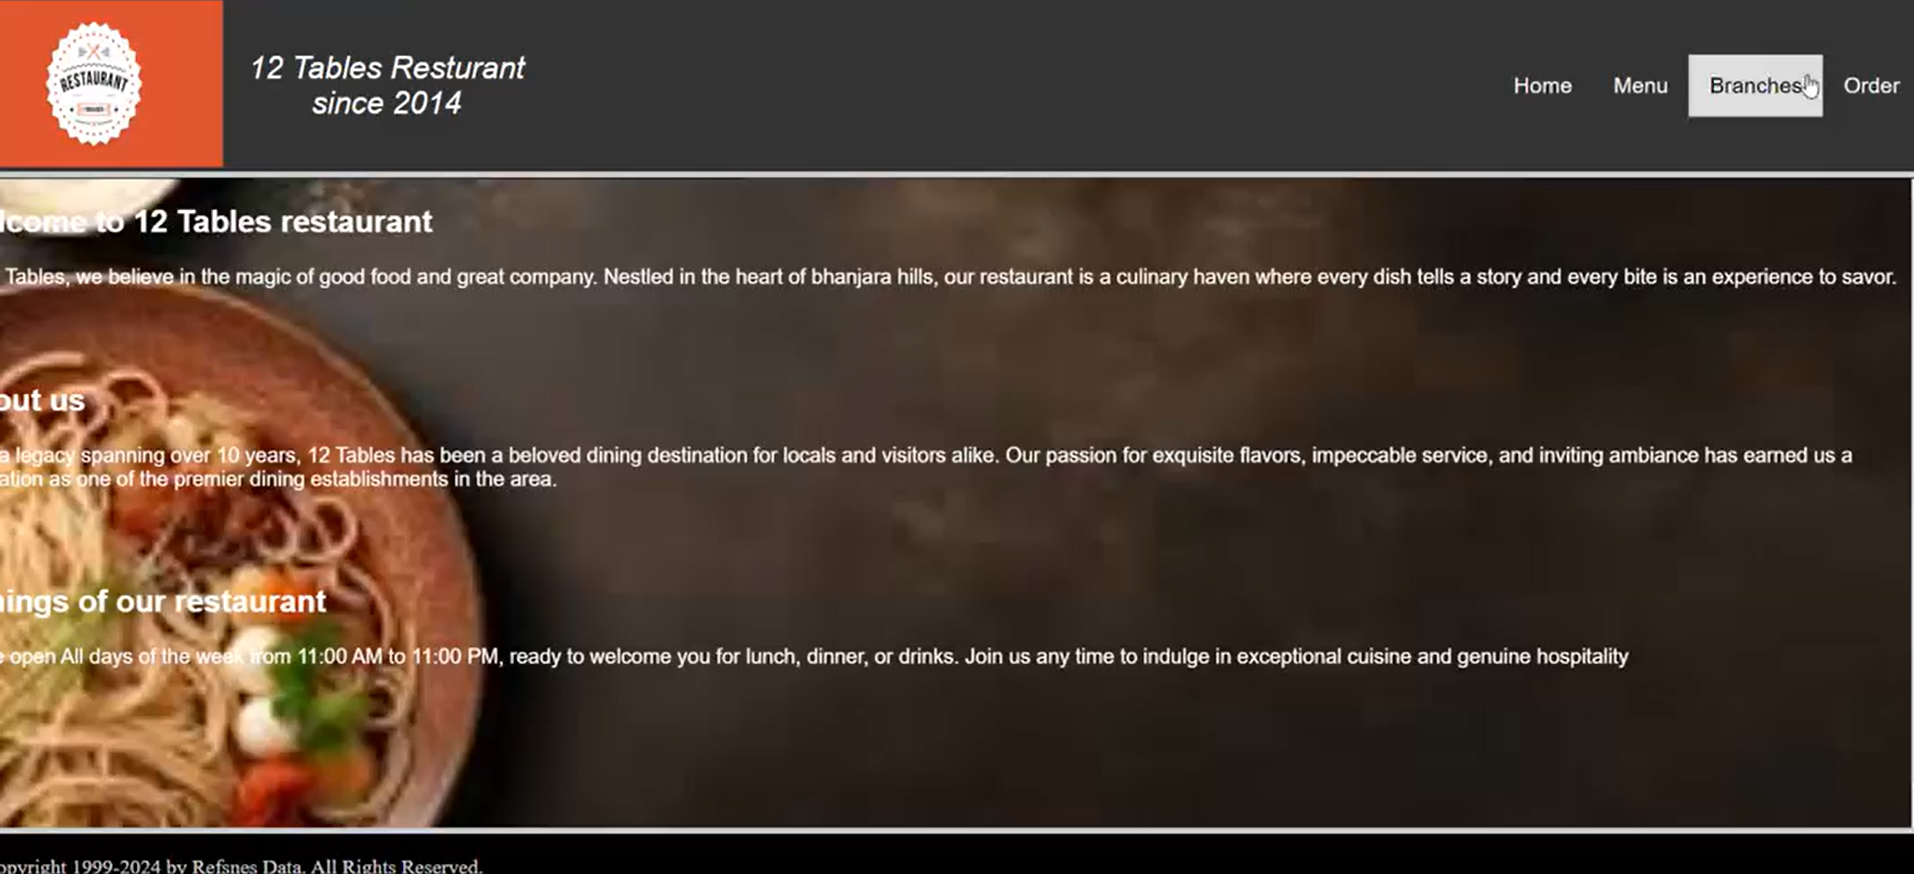 RESTAURANT
12 Tables Resturant
since 2014
Home Menu Branches Order
lcome to 12 Tables restaurant
Tables, we believe in the magic of good food and great company. Nestled in the heart of bhanjara hills, our restaurant is a culinary haven where every dish tells a story and every bite is an experience to savor.
out us
a legacy spanning over 10 years, 12 Tables has been a beloved dining destination for locals and visitors alike. Our passion for exquisite flavors, impeccable service, and inviting ambiance has earned us a
ation as one of the premier dining establishments in the area.
ings of our restaurant
open All days of the week from 11:00 AM to 11:00 PM, ready to welcome you for lunch, dinner, or drinks. Join us any time to indulge in exceptional cuisine and genuine hospitality
opyright 1999-2024 by Refsnes Data. All Rights Reserved.